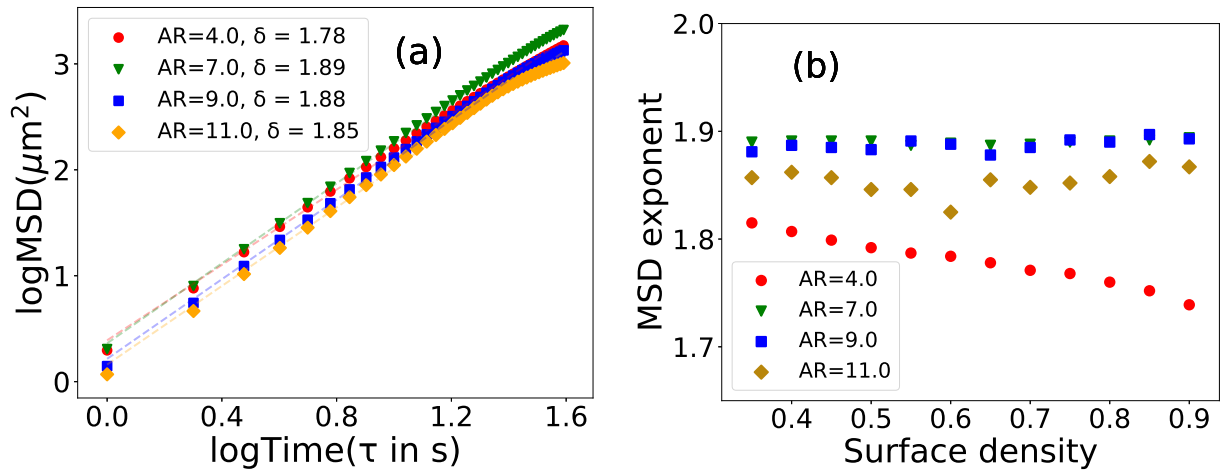 (a)
AR=4.0, δ = 1.78
AR=7.0, δ = 1.89
AR=9.0, δ = 1.88
AR=11.0, δ = 1.85
logMSD(μm²)
3
2
1
0
0.0 0.4 0.8 1.2 1.6
logTime(τ in s)
(b)
MSD exponent
2.0
1.9
1.8
1.7
AR=4.0
AR=7.0
AR=9.0
AR=11.0
0.4 0.5 0.6 0.7 0.8 0.9
Surface density